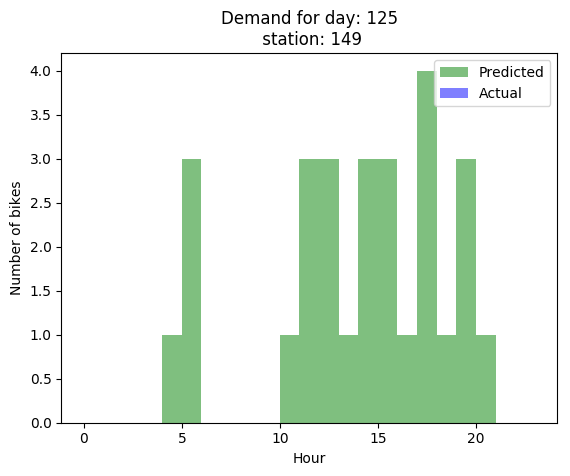 Demand for day: 125
station: 149
Predicted
Actual
4.0
3.5
3.0
2.5
2.0
1.5
1.0
0.5
0.0
Number of bikes
0 5 10 15 20
Hour